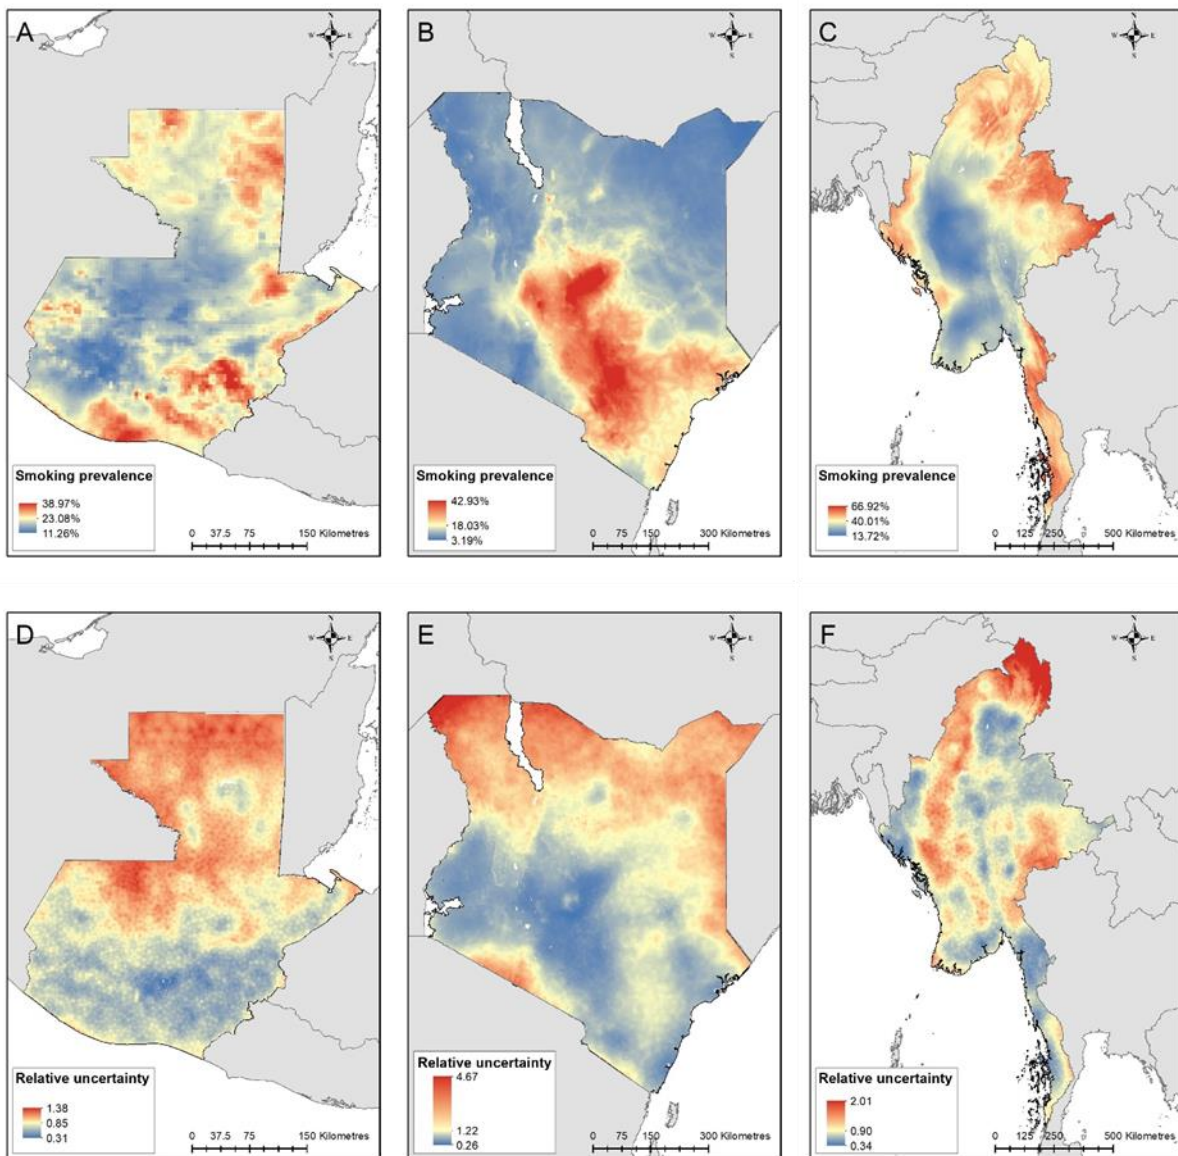 A
N
W E
S
Smoking prevalence
38.97%
23.08%
11.26%
0 37.5 75 150 Kilometres
B
N
W E
S
Smoking prevalence
42.93%
18.03%
3.19%
0 75 150 300 Kilometres
C
N
W E
S
Smoking prevalence
66.92%
40.01%
13.72%
0 125 250 500 Kilometres
D
N
W E
S
Relative uncertainty
1.38
0.85
0.31
0 37.5 75 150 Kilometres
E
N
W E
S
Relative uncertainty
4.67
1.22
0.26
0 75 150 300 Kilometres
F
N
W E
S
Relative uncertainty
2.01
0.90
0.34
0 125 250 500 Kilometres